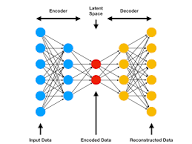 Encoder
Latent
Space
Decoder
Input Data
Encoded Data
Reconstructed Data